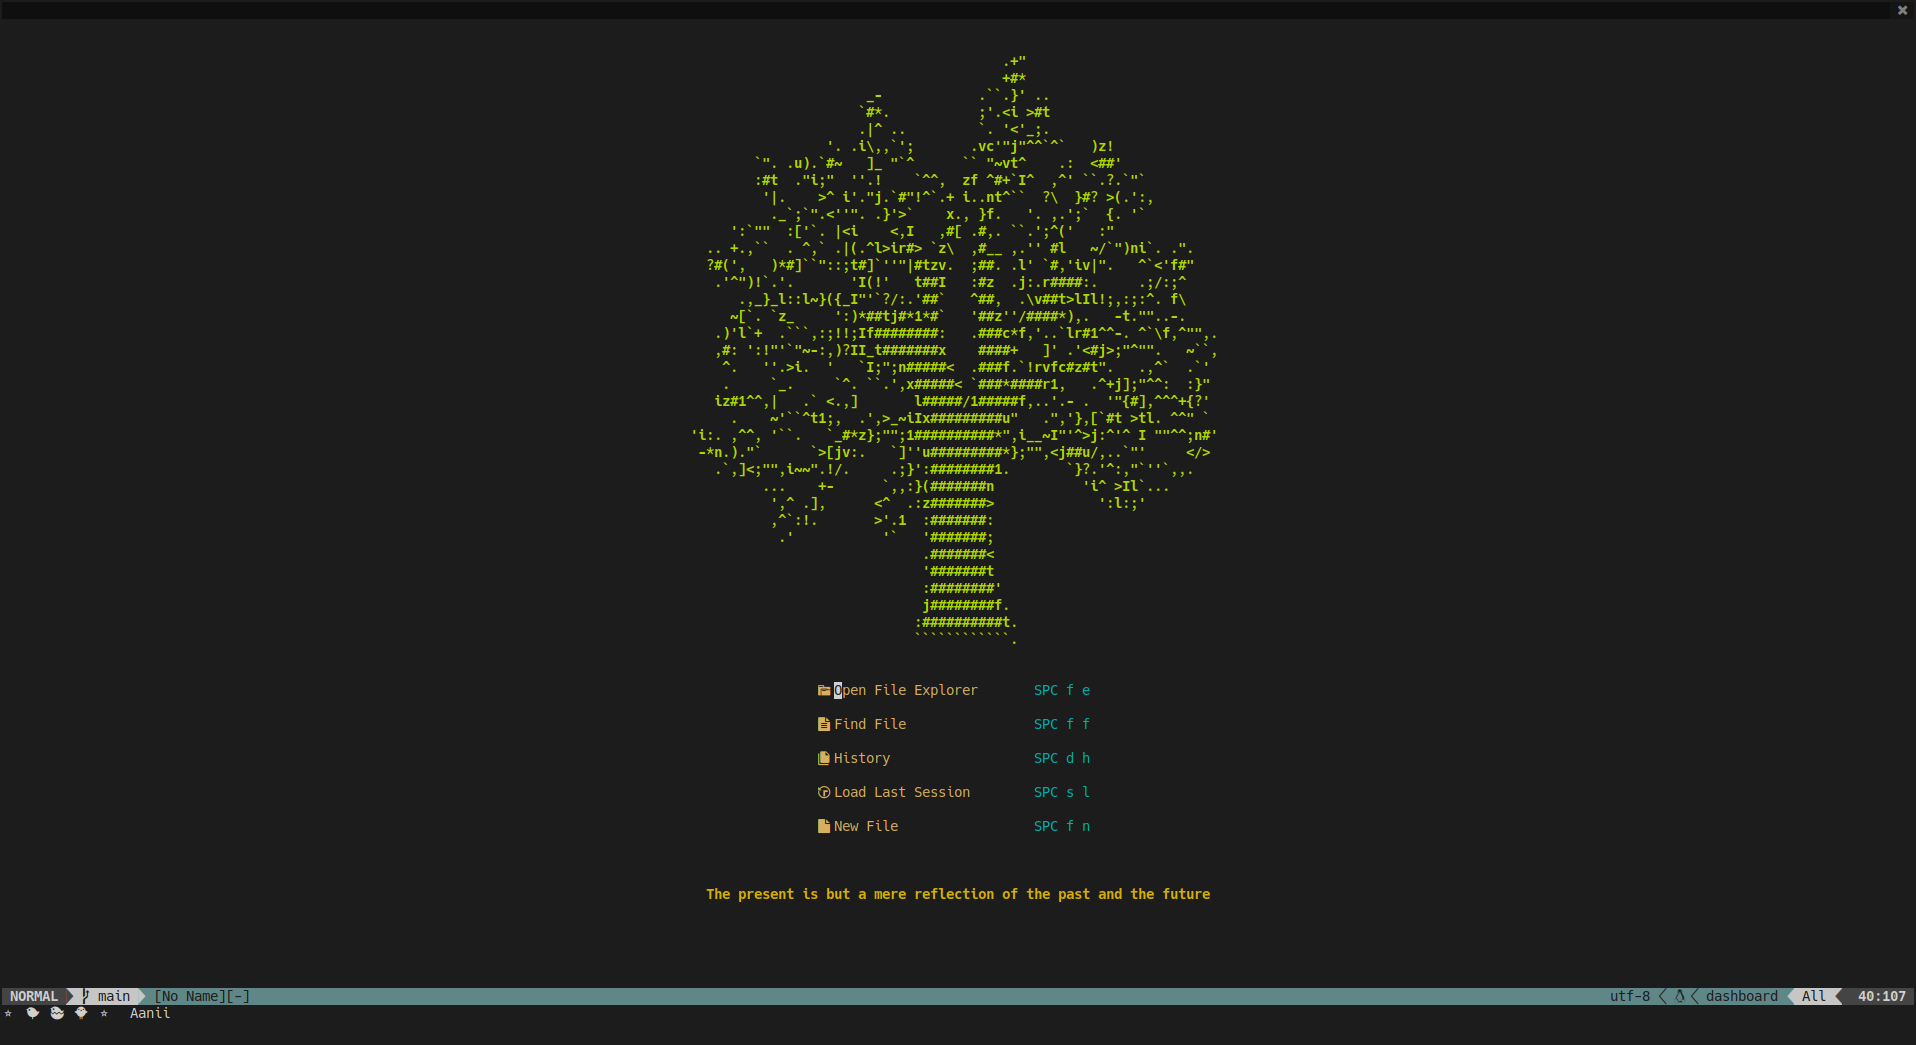 Open File Explorer SPC f e
Find File SPC f f
History SPC d h
Load Last Session SPC s l
New File SPC f n
The present is but a mere reflection of the past and the future
NORMAL main [No Name][-] utf-8 dashboard All 40:107
Aanii